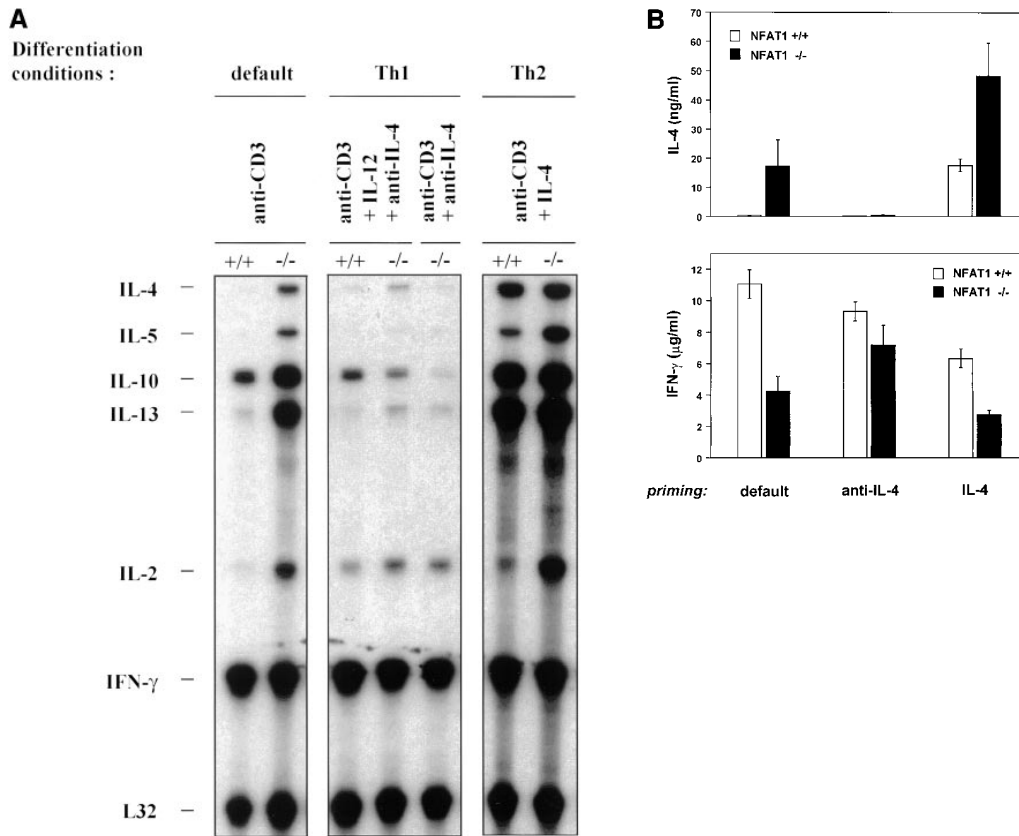 A
Differentiation
conditions :
default
Th1
Th2
anti-CD3
anti-CD3
+ IL-12
+ anti-IL-4
anti-CD3
+ anti-IL-4
anti-CD3
+ IL-4
+/+ -/- +/+ -/- -/- +/+ -/-
IL-4
IL-5
IL-10
IL-13
IL-2
IFN-γ
L32
B
70
60
50
40
30
20
10
0
IL-4 (ng/ml)
NFAT1 +/+
NFAT1 -/-
12
10
8
6
4
2
0
IFN-γ (µg/ml)
NFAT1 +/+
NFAT1 -/-
priming: default anti-IL-4 IL-4